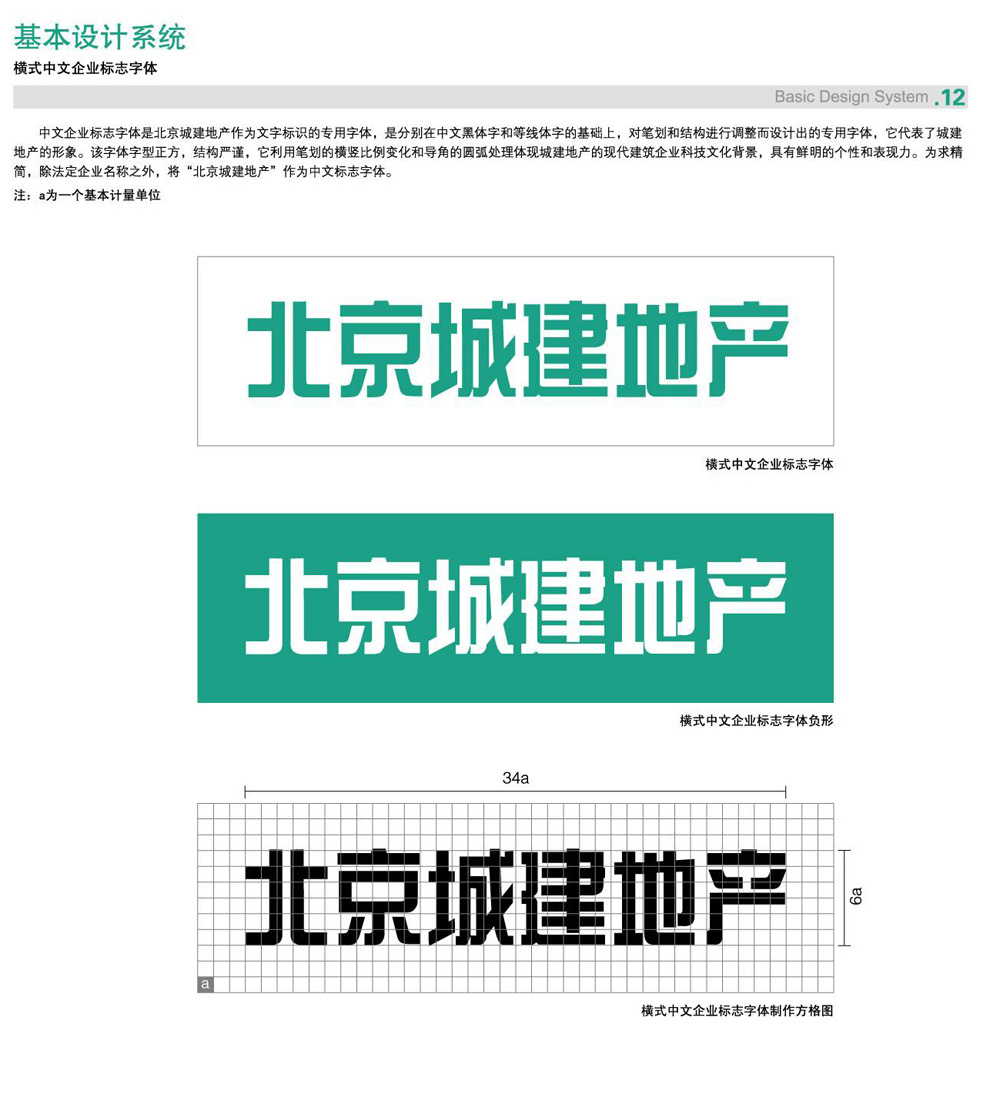 基本设计系统
横式中文企业标志字体
Basic Design System .12
中文企业标志字体是北京城建地产作为文字标识的专用字体，是分别在中文黑体字和等线体字的基础上，对笔划和结构进行调整而设计出的专用字体，它代表了城建
地产的形象。该字体字型正方，结构严谨，它利用笔划的横竖比例变化和导角的圆弧处理体现城建地产的现代建筑企业科技文化背景，具有鲜明的个性和表现力。为求精
简，除法定企业名称之外，将“北京城建地产”作为中文标志字体。
注：a为一个基本计量单位
北京城建地产
横式中文企业标志字体
北京城建地产
横式中文企业标志字体负形
34a
北京城建地产
6a
a
横式中文企业标志字体制作方格图